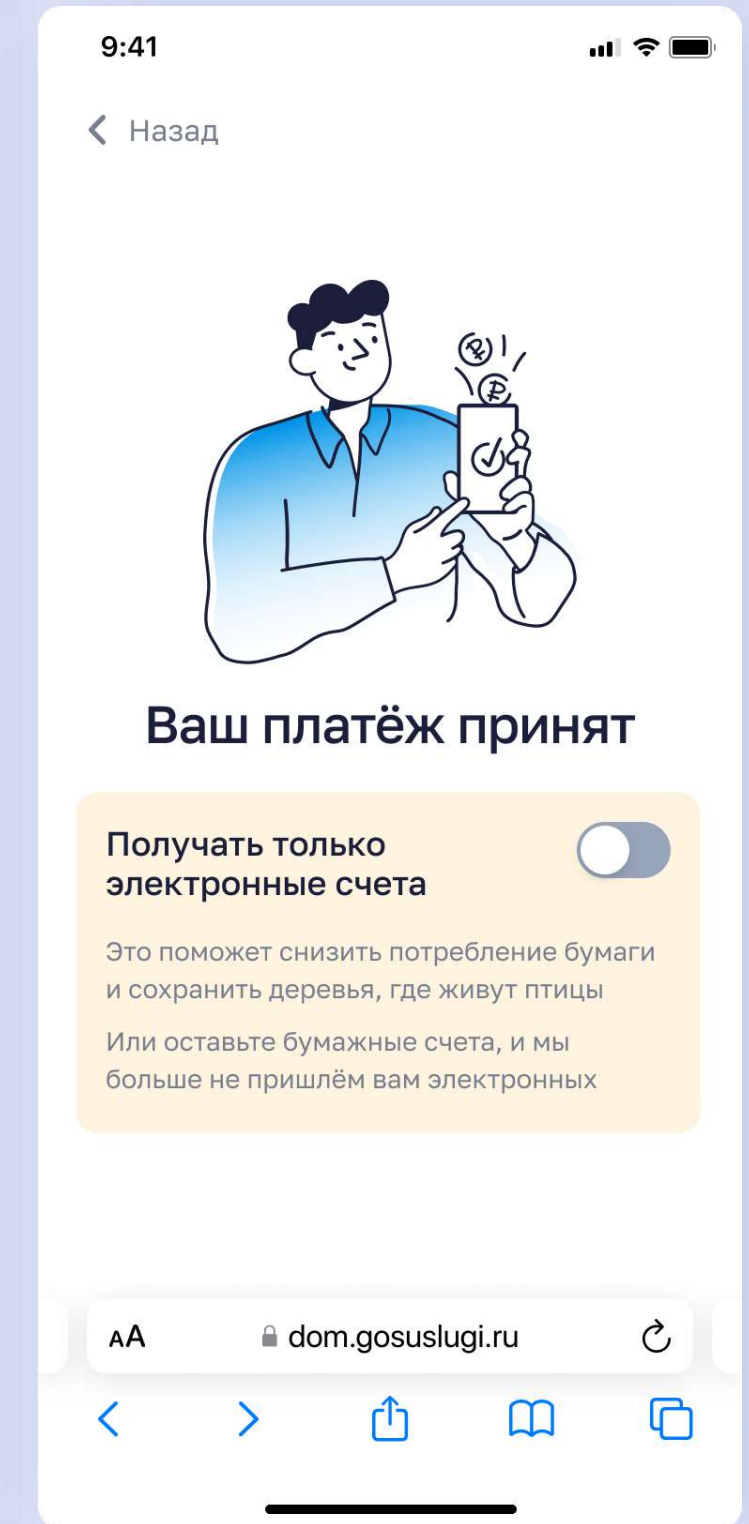 9:41
Назад
Ваш платёж принят
Получать только
электронные счета
Это поможет снизить потребление бумаги
и сохранить деревья, где живут птицы
Или оставьте бумажные счета, и мы
больше не пришлём вам электронных
AA dom.gosuslugi.ru